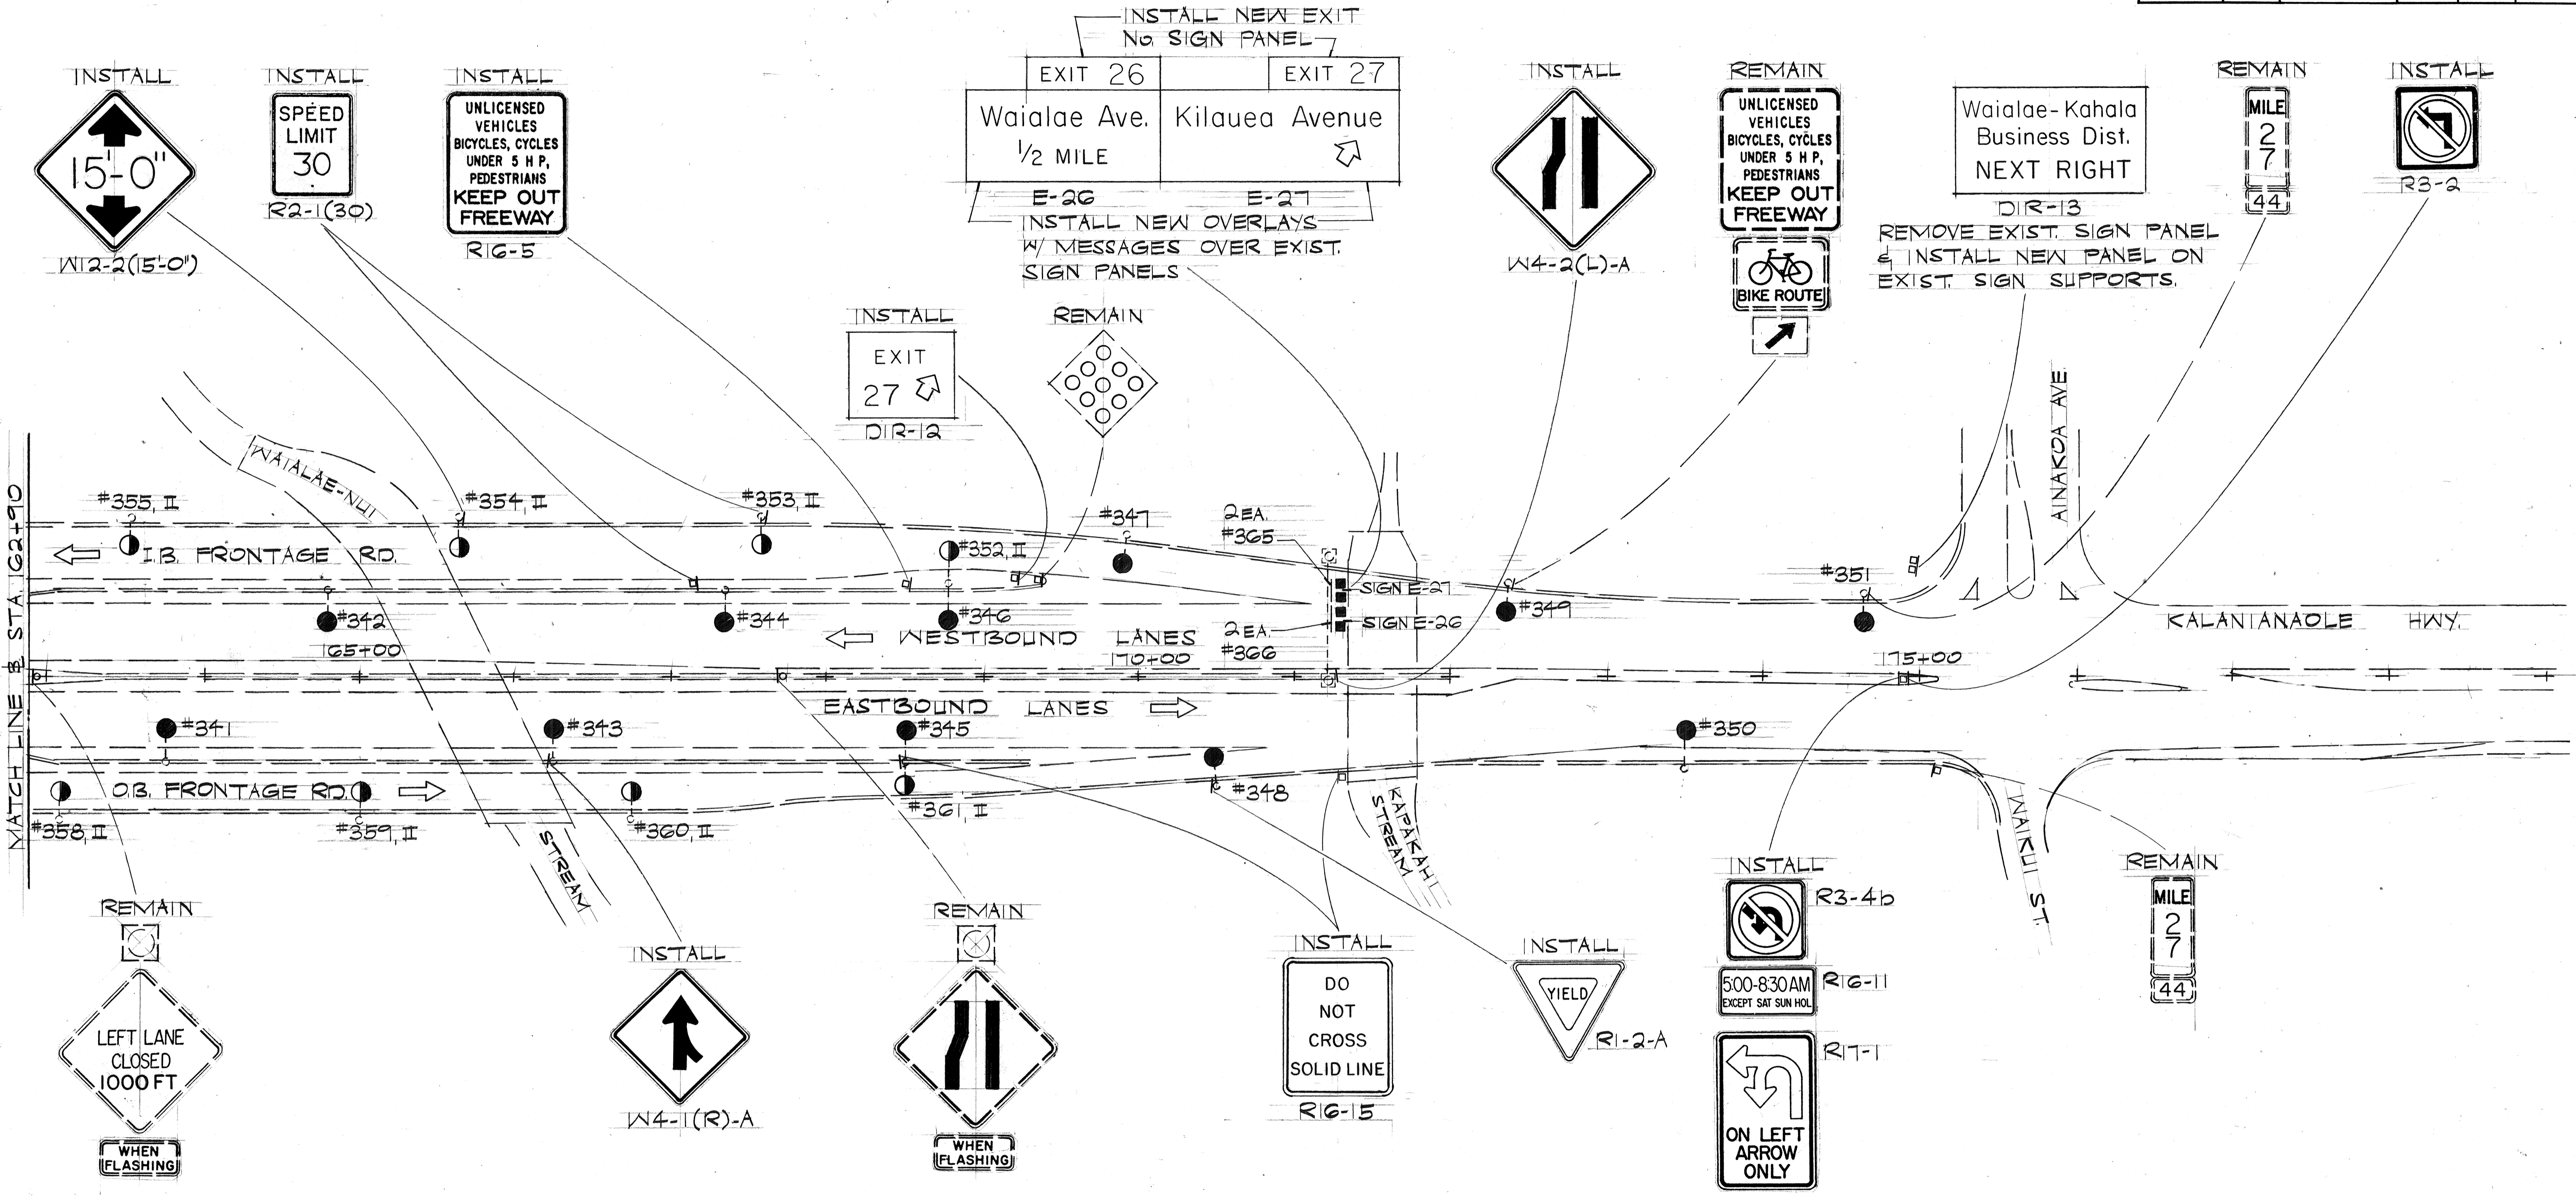 INSTALL NEW EXIT
NO. SIGN PANEL
INSTALL
15'-0"
W12-2(15'-0")
INSTALL
SPEED
LIMIT
30
R2-1(30)
INSTALL
UNLICENSED
VEHICLES
BICYCLES, CYCLES
UNDER 5 H P,
PEDESTRIANS
KEEP OUT
FREEWAY
R16-5
EXIT 26
Waialae Ave.
1/2 MILE
E-26
EXIT 27
Kilauea Avenue
E-27
INSTALL NEW OVERLAYS
W/ MESSAGES OVER EXIST.
SIGN PANELS
INSTALL
W4-2(L)-A
REMAIN
UNLICENSED
VEHICLES
BICYCLES, CYCLES
UNDER 5 H P,
PEDESTRIANS
KEEP OUT
FREEWAY
BIKE ROUTE
Waialae-Kahala
Business Dist.
NEXT RIGHT
DIR-13
REMOVE EXIST. SIGN PANEL
& INSTALL NEW PANEL ON
EXIST. SIGN SUPPORTS.
REMAIN
MILE
2
7
44
INSTALL
R3-2
INSTALL
EXIT
27
DIR-12
REMAIN
MATCH LINE B STA. 162+90
WAIALAE-NUI
AINAKOA AVE.
#355, II
#354, II
#353, II
#352, II
#347
2 EA.
#365
#351
I.B. FRONTAGE RD.
SIGN E-27
#349
#342
#344
#346
SIGN E-26
2 EA.
#366
WESTBOUND LANES
KALANIANAOLE HWY.
165+00
170+00
175+00
EASTBOUND LANES
#341
#343
#345
#350
O.B. FRONTAGE RD.
#348
#358, II
#359, II
#360, II
#361, II
STREAM
KAPAKAHI
STREAM
WAIKUI ST.
REMAIN
LEFT LANE
CLOSED
1000 FT
WHEN
FLASHING
INSTALL
W4-1(R)-A
REMAIN
WHEN
FLASHING
INSTALL
DO
NOT
CROSS
SOLID LINE
R16-15
INSTALL
YIELD
R1-2-A
INSTALL
R3-4b
5:00-8:30 AM
EXCEPT SAT SUN HOL
R16-11
R17-1
ON LEFT
ARROW
ONLY
REMAIN
MILE
2
7
44